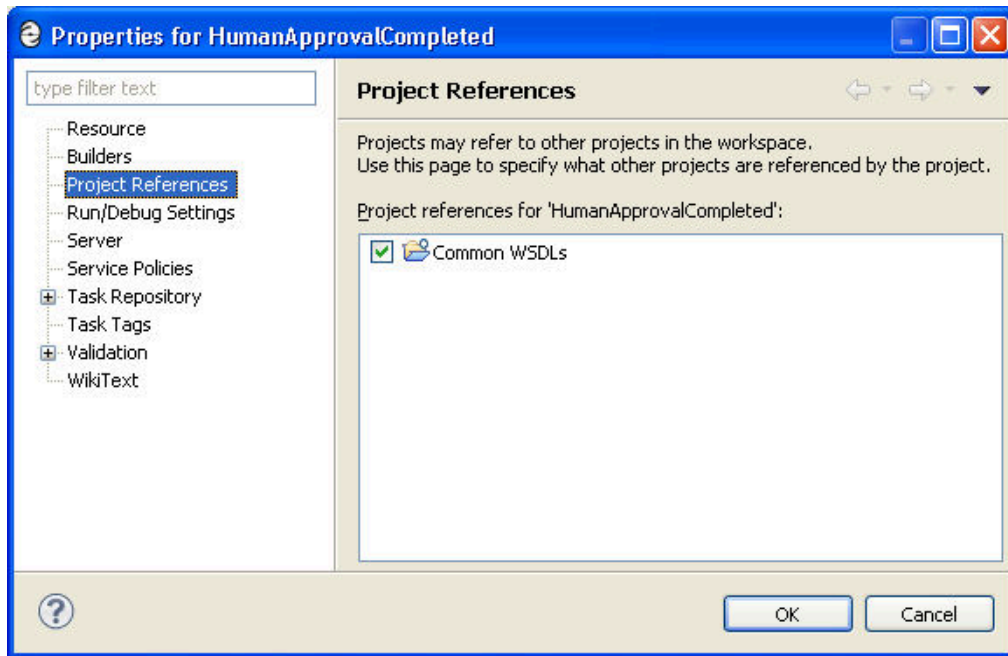 Properties for HumanApprovalCompleted
type filter text
Resource
Builders
Project References
Run/Debug Settings
Server
Service Policies
Task Repository
Task Tags
Validation
WikiText
Project References
Projects may refer to other projects in the workspace.
Use this page to specify what other projects are referenced by the project.
Project references for 'HumanApprovalCompleted':
Common WSDLs
OK
Cancel